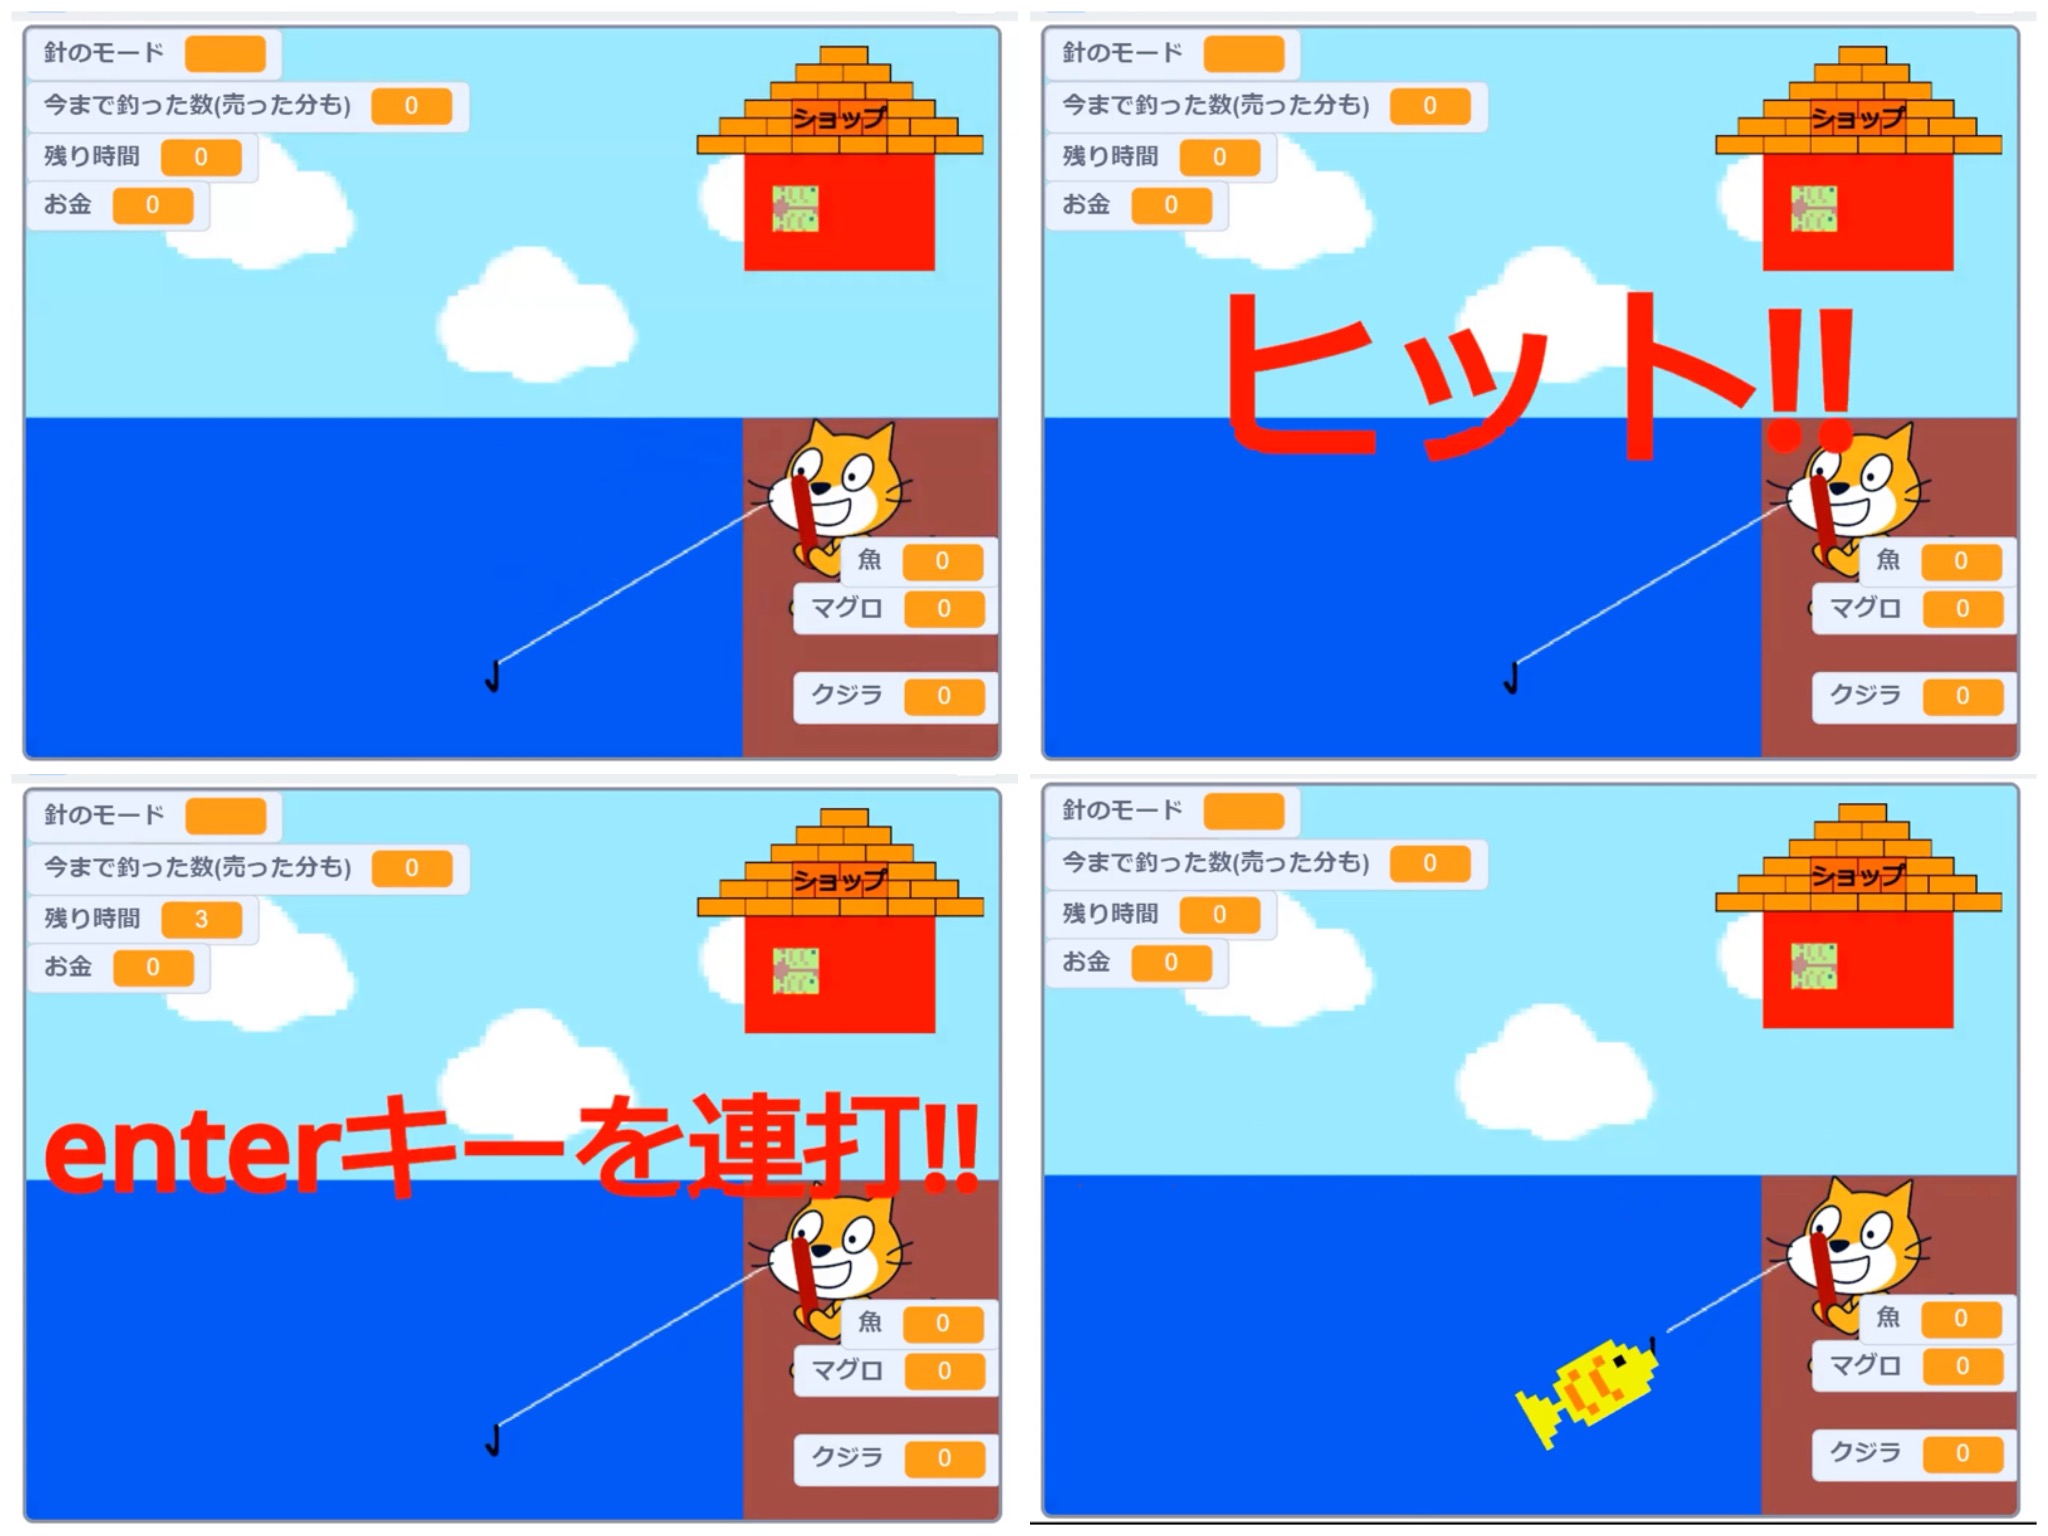 針のモード
今まで釣った数(売った分も) 0
残り時間 0
お金 0
ショップ
魚 0
マグロ 0
クジラ 0
針のモード
今まで釣った数(売った分も) 0
残り時間 0
お金 0
ショップ
ヒット!!
魚 0
マグロ 0
クジラ 0
針のモード
今まで釣った数(売った分も) 0
残り時間 3
お金 0
ショップ
enterキーを連打!!
魚 0
マグロ 0
クジラ 0
針のモード
今まで釣った数(売った分も) 0
残り時間 0
お金 0
ショップ
魚 0
マグロ 0
クジラ 0